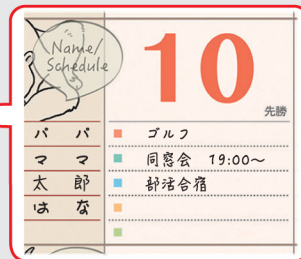 Name/
Schedule
10
先勝
パパ ゴルフ
ママ 同窓会 19:00〜
太郎 部活合宿
はな